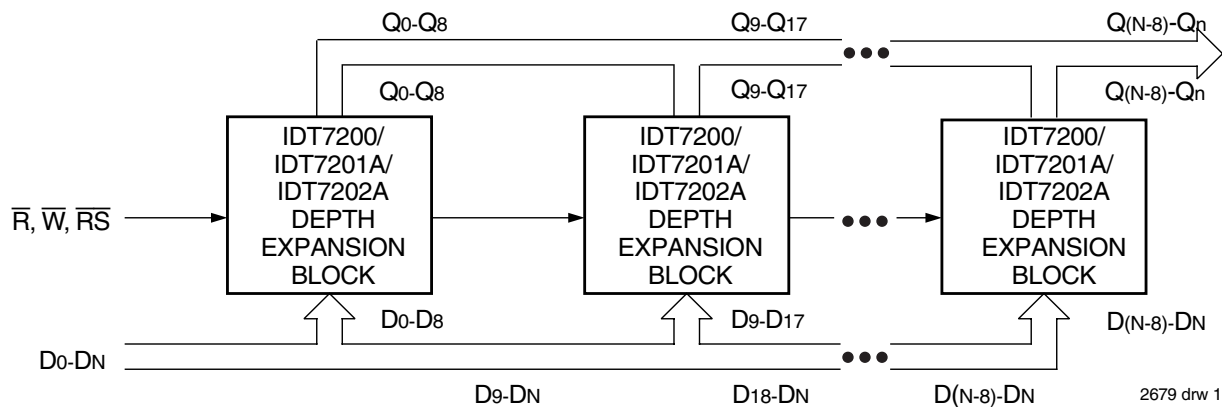 Q0-Q8 Q9-Q17 Q(N-8)-Qn
Q0-Q8 Q9-Q17 Q(N-8)-Qn
IDT7200/
IDT7201A/
IDT7202A
DEPTH
EXPANSION
BLOCK
IDT7200/
IDT7201A/
IDT7202A
DEPTH
EXPANSION
BLOCK
IDT7200/
IDT7201A/
IDT7202A
DEPTH
EXPANSION
BLOCK
R̅, W̅, R̅S̅
D0-D8 D9-D17 D(N-8)-DN
D0-DN
D9-DN D18-DN D(N-8)-DN
2679 drw 1